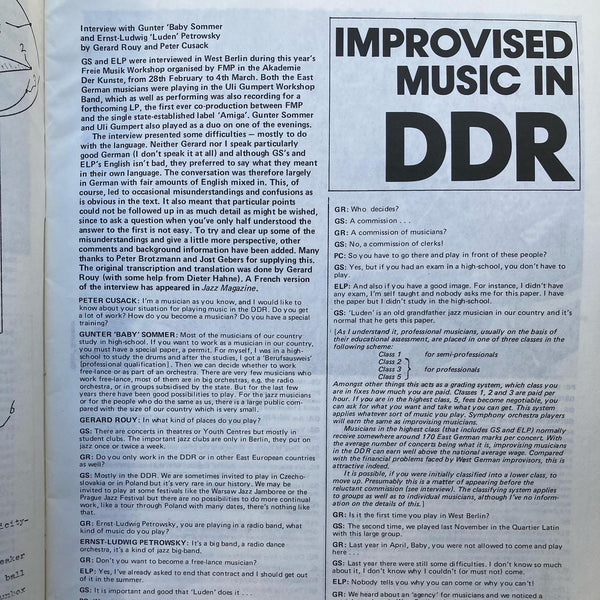 Interview with Gunter 'Baby Sommer
and Ernst-Ludwig 'Luden' Petrowsky
by Gerard Rouy and Peter Cusack
GS and ELP were interviewed in West Berlin during this year's
Freie Musik Workshop organised by FMP in the Akademie
Der Kunste, from 28th February to 4th March. Both the East
German musicians were playing in the Uli Gumpert Workshop
Band, which as well as performing was also recording for a
forthcoming LP, the first ever co-production between FMP
and the single state-established label 'Amiga'. Gunter Sommer
and Uli Gumpert also played as a duo on one of the evenings.
The interview presented some difficulties — mostly to do
with the language. Neither Gerard nor I speak particularly
good German (I don't speak it at all) and although GS's and
ELP's English isn't bad, they preferred to say what they meant
in their own language. The conversation was therefore largely
in German with fair amounts of English mixed in. This, of
course, led to occasional misunderstandings and confusions as
is obvious in the text. It also meant that particular points
could not be followed up in as much detail as might be wished,
since to ask a question when you've only half understood the
answer to the first is not easy. To try and clear up some of the
misunderstandings and give a little more perspective, other
comments and background information have been added. Many
thanks to Peter Brotzmann and Jost Gebers for supplying this.
The original transcription and translation was done by Gerard
Rouy (with some help from Dieter Hahne). A French version
of the interview has appeared in Jazz Magazine.
PETER CUSACK: I'm a musician as you know, and I would like to
know about your situation for playing music in the DDR. Do you get
a lot of work? How do you become a musician? Do you have a special
training?
GUNTER 'BABY' SOMMER: Most of the musicians of our country
study in high-school. If you want to work as a musician in our country,
you must have a special paper, a permit. For myself, I was in a high-
school to study the drums and after the studies, I got a 'Berufsausweis'
[professional qualification]. Then we can decide whether to work
free-lance or as part of an orchestra. There are very few musicians who
work free-lance, most of them are in big orchestras, e.g. the radio
orchestra, or in groups subsidised by the state. But for the last few
years there have been good possibilities to play. For the jazz musicians
or for the people who do the same as us, there is a large public com-
pared with the size of our country which is very small.
GERARD ROUY: In what kind of places do you play?
GS: There are concerts in theatres or Youth Centres but mostly in
student clubs. The important jazz clubs are only in Berlin, they put on
jazz once or twice a week.
GR: Do you only work in the DDR or in other East European countries
as well?
GS: Mostly in the DDR. We are sometimes invited to play in Czecho-
slovakia or in Poland but it's very rare in our history. We may be
invited to play at some festivals like the Warsaw Jazz Jamboree or the
Prague Jazz Festival but there are no possibilities to do more continual
work, like a tour through Poland with many dates, there's nothing like
that.
GR: Ernst-Ludwig Petrowsky, you are playing in a radio band, what
kind of music do you play?
ERNST-LUDWIG PETROWSKY: It's a big band, a radio dance
orchestra, it's a kind of jazz big-band.
GR: Don't you want to become a free-lance musician?
ELP: Yes, I've already asked to end that contract and I should get out
of it in the summer.
GS: It is important and good that 'Luden' does it . . .
IMPROVISED
MUSIC IN
DDR
GR: Who decides?
GS: A commission . . .
GR: A commission of musicians?
GS: No, a commission of clerks!
PC: So you have to go there and play in front of these people?
GS: Yes, but if you had an exam in a high-school, you don't have to
play.
ELP: And also if you have a good image. For instance, I didn't have
any exam, I'm self taught and nobody asks me for this paper. I have
the paper but I didn't study in the high-school.
GS: 'Luden' is an old grandfather jazz musician in our country and it's
normal that he gets this paper.
[As I understand it, professional musicians, usually on the basis of
their educational assessment, are placed in one of three classes in the
following scheme:
Class 1 for semi-professionals
Class 2
Class 3 for professionals
Class 5
Amongst other things this acts as a grading system, which class you
are in fixes how much you are paid. Classes 1, 2 and 3 are paid per
hour. If you are in the highest class, 5, fees become negotiable, you
can ask for what you want and take what you can get. This system
applies whatever sort of music you play. Symphony orchestra players
will earn the same as improvising musicians.
Musicians in the highest class (that includes GS and ELP) normally
receive somewhere around 170 East German marks per concert. With
the average number of concerts being what it is, improvising musicians
in the DDR can earn well above the national average wage. Compared
with the financial problems faced by West German improvisors, this is
attractive indeed.
It is possible, if you were initially classified into a lower class, to
move up. Presumably this is a matter of appearing before the
reluctant commission (see interview). The classifying system applies
to groups as well as to individual musicians, although I've no inform-
ation on the details of this.]
GR: Is it the first time you play in West Berlin?
GS: The second time, we played last November in the Quartier Latin
with this large group.
GR: Last year in April, Baby, you were not allowed to come and play
here . . .
GS: Last year there were some difficulties. I don't know so much
about it, I don't know why I couldn't (or must not) come.
ELP: Nobody tells you why you can come or why you can't!
GR: We heard about an 'agency' for musicians and we noticed a
2
6
icity-
eaker
ball
mbox